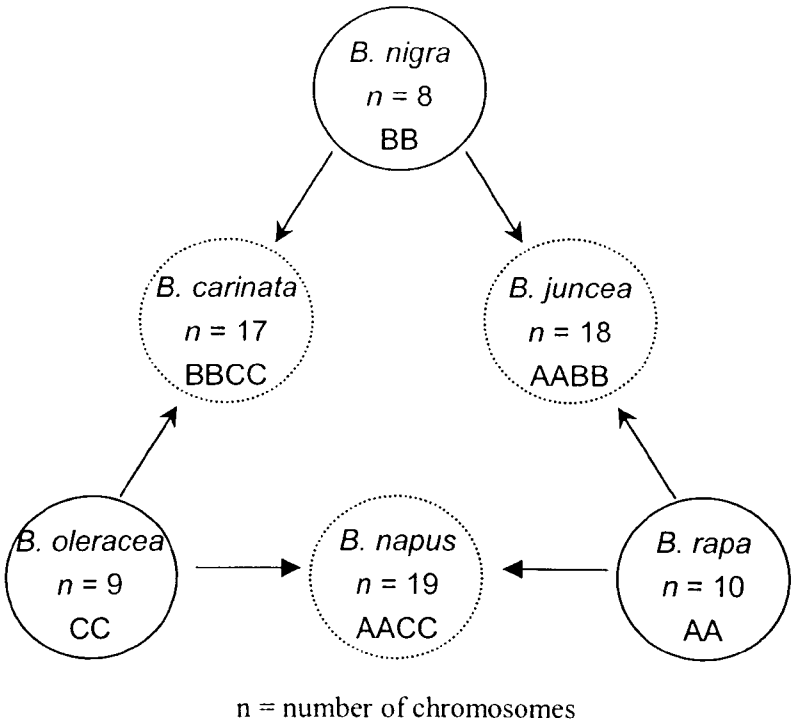 B. nigra
n = 8
BB
B. carinata
n = 17
BBCC
B. juncea
n = 18
AABB
B. oleracea
n = 9
CC
B. napus
n = 19
AACC
B. rapa
n = 10
AA
n = number of chromosomes